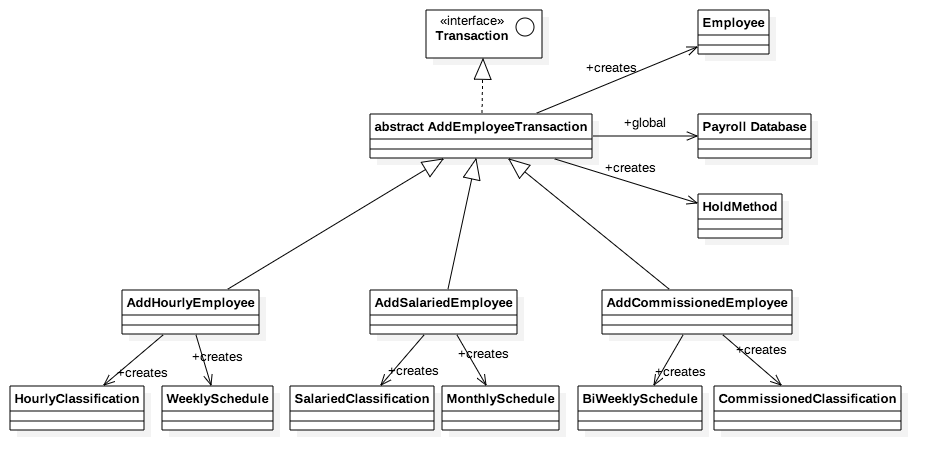 «interface»
Transaction
Employee
+creates
abstract AddEmployeeTransaction
+global
Payroll Database
+creates
HoldMethod
AddHourlyEmployee
AddSalariedEmployee
AddCommissionedEmployee
+creates
+creates
+creates
+creates
+creates
+creates
HourlyClassification
WeeklySchedule
SalariedClassification
MonthlySchedule
BiWeeklySchedule
CommissionedClassification